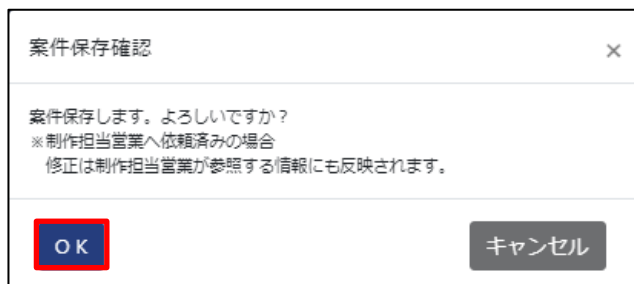 案件保存確認
×
案件保存します。よろしいですか？
※制作担当営業へ依頼済みの場合
修正は制作担当営業が参照する情報にも反映されます。
ＯＫ
キャンセル